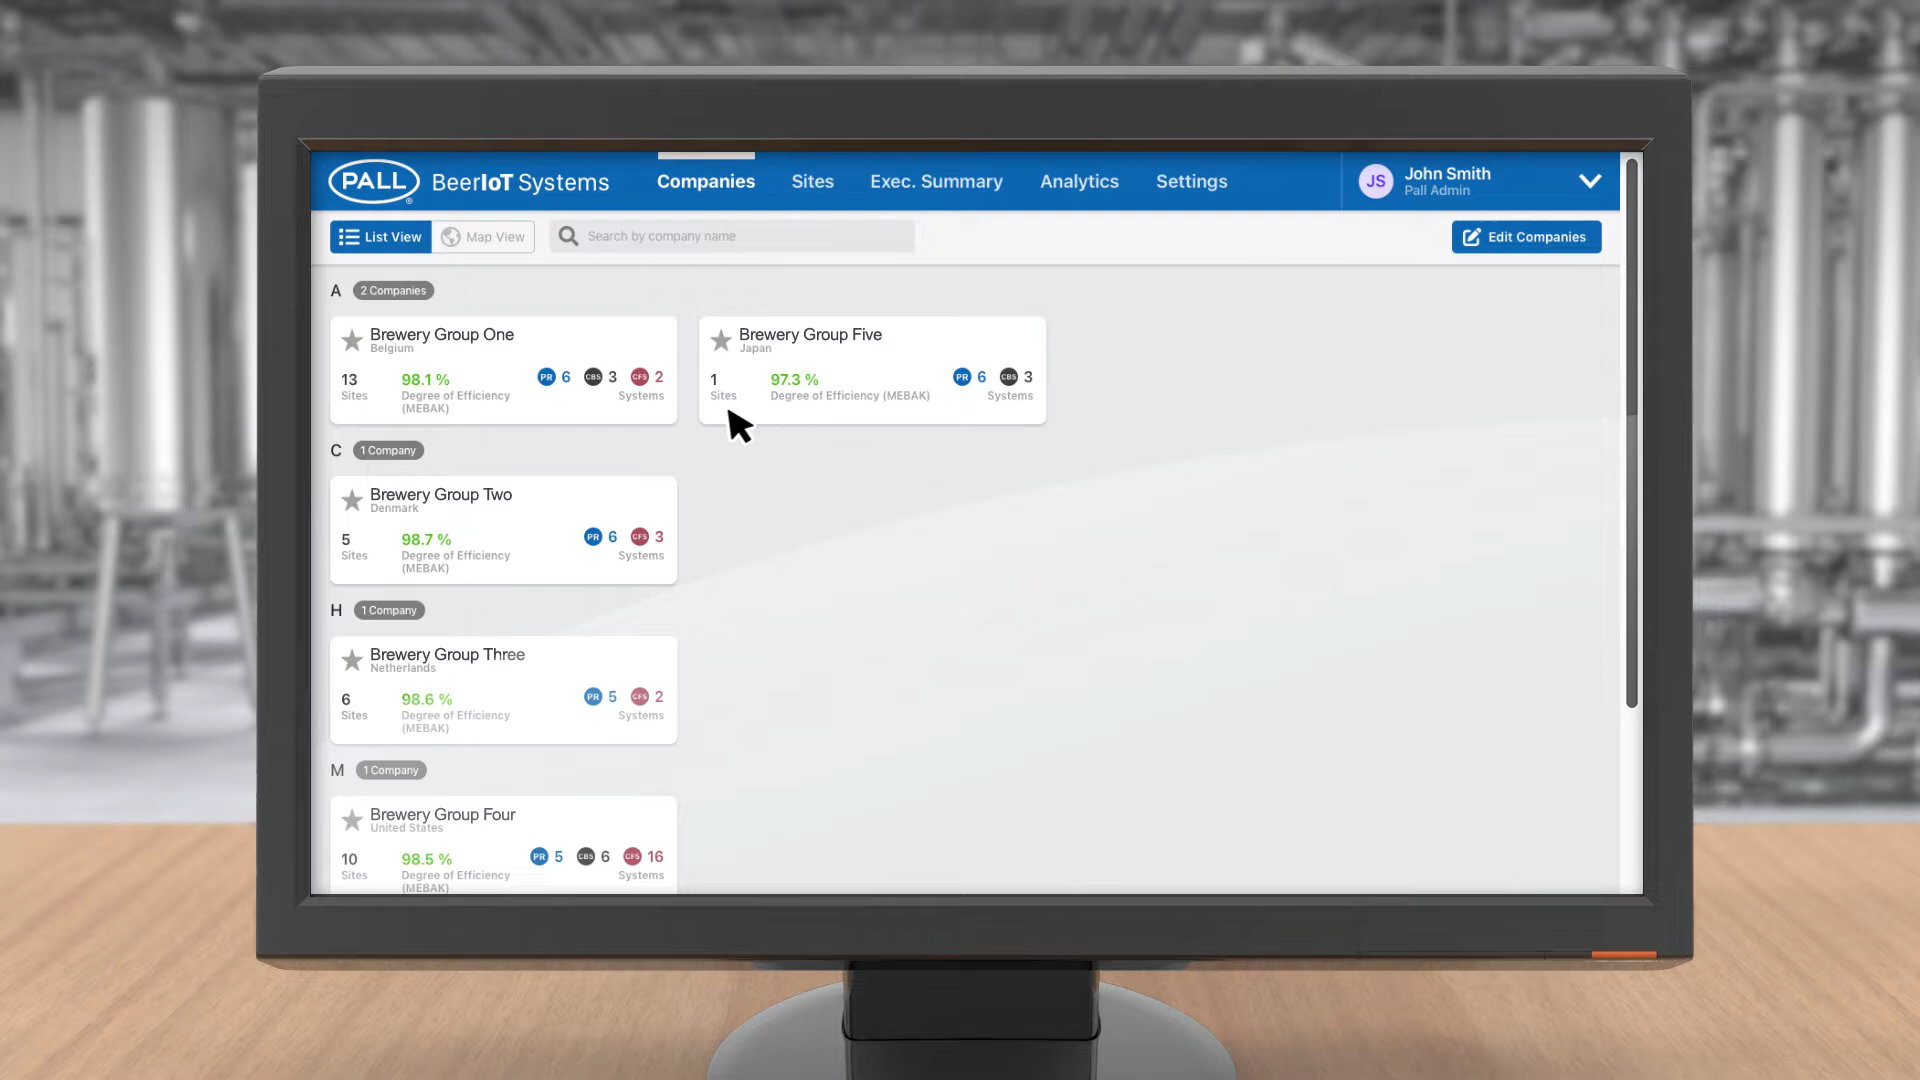 PALL
BeerIoT Systems
Companies
Sites
Exec. Summary
Analytics
Settings
JS
John Smith
Pall Admin
List View
Map View
Search by company name
Edit Companies
A
2 Companies
Brewery Group One
Belgium
13
Sites
98.1 %
Degree of Efficiency
(MEBAK)
PR 6
CBS 3
CFS 2
Systems
Brewery Group Five
Japan
1
Sites
97.3 %
Degree of Efficiency (MEBAK)
PR 6
CBS 3
Systems
C
1 Company
Brewery Group Two
Denmark
5
Sites
98.7 %
Degree of Efficiency
(MEBAK)
PR 6
CFS 3
Systems
H
1 Company
Brewery Group Three
Netherlands
6
Sites
98.6 %
Degree of Efficiency
(MEBAK)
PR 5
CFS 2
Systems
M
1 Company
Brewery Group Four
United States
10
Sites
98.5 %
Degree of Efficiency
(MEBAK)
PR 5
CBS 6
CFS 16
Systems